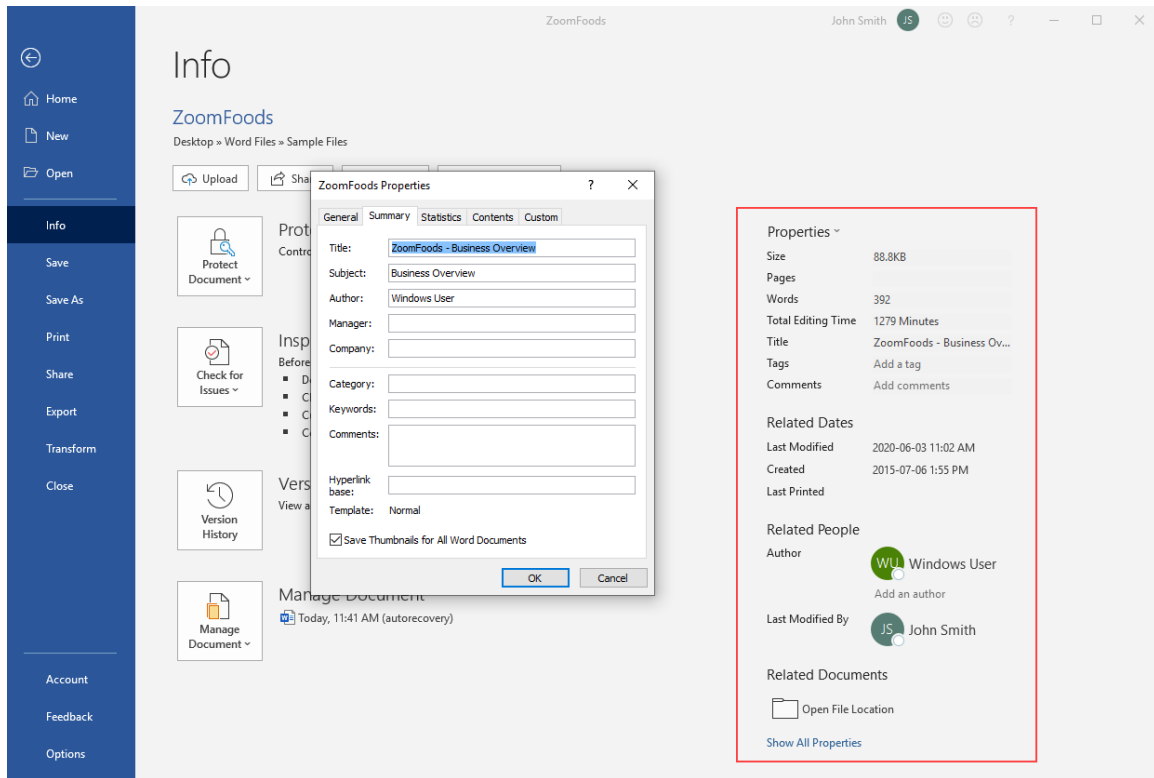 ZoomFoods
John Smith JS ?
Home
New
Open
Info
Save
Save As
Print
Share
Export
Transform
Close
Account
Feedback
Options
Info
ZoomFoods
Desktop » Word Files » Sample Files
Upload
Protect
Document
Check for
Issues
Before
Version
History
View a
Manage
Document
Manage Document
Today, 11:41 AM (autorecovery)
ZoomFoods Properties ?
General Summary Statistics Contents Custom
Title: ZoomFoods - Business Overview
Subject: Business Overview
Author: Windows User
Manager:
Company:
Category:
Keywords:
Comments:
Hyperlink
base:
Template: Normal
Save Thumbnails for All Word Documents
OK Cancel
Properties
Size 88.8KB
Pages
Words 392
Total Editing Time 1279 Minutes
Title ZoomFoods - Business Ov...
Tags Add a tag
Comments Add comments
Related Dates
Last Modified 2020-06-03 11:02 AM
Created 2015-07-06 1:55 PM
Last Printed
Related People
Author WU Windows User
Add an author
Last Modified By JS John Smith
Related Documents
Open File Location
Show All Properties